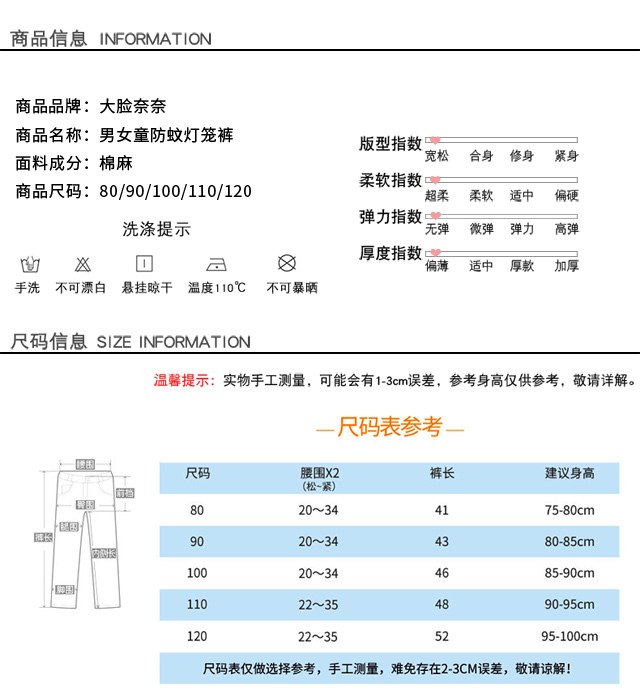 商品信息 INFORMATION
商品品牌：大脸奈奈
商品名称：男女童防蚊灯笼裤
面料成分：棉麻
商品尺码：80/90/100/110/120
洗涤提示
手洗 不可漂白 悬挂晾干 温度110℃ 不可暴晒
版型指数
宽松 合身 修身 紧身
柔软指数
超柔 柔软 适中 偏硬
弹力指数
无弹 微弹 弹力 高弹
厚度指数
偏薄 适中 厚款 加厚
尺码信息 SIZE INFORMATION
温馨提示：实物手工测量，可能会有1-3cm误差，参考身高仅供参考，敬请详解。
—尺码表参考—
腰围
前裆
裤围
腿围
裤长
内侧长
脚围
尺码 腰围X2 裤长 建议身高
（松~紧）
80 20～34 41 75-80cm
90 20～34 43 80-85cm
100 20～34 46 85-90cm
110 22～35 48 90-95cm
120 22～35 52 95-100cm
尺码表仅做选择参考，手工测量，难免存在2-3CM误差，敬请谅解！